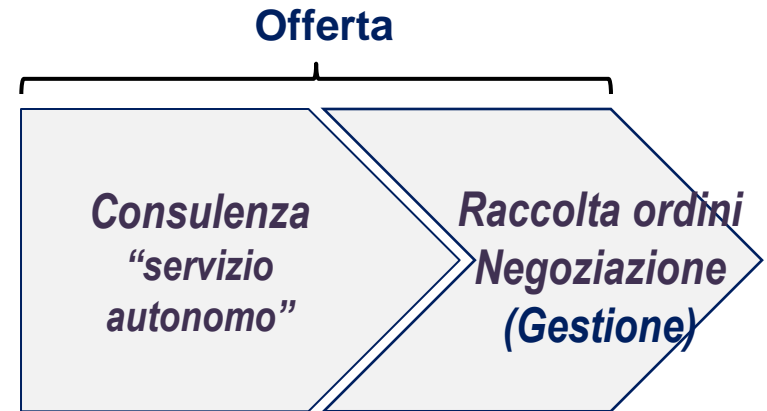 Offerta
Consulenza
“servizio
autonomo”
Raccolta ordini
Negoziazione
(Gestione)